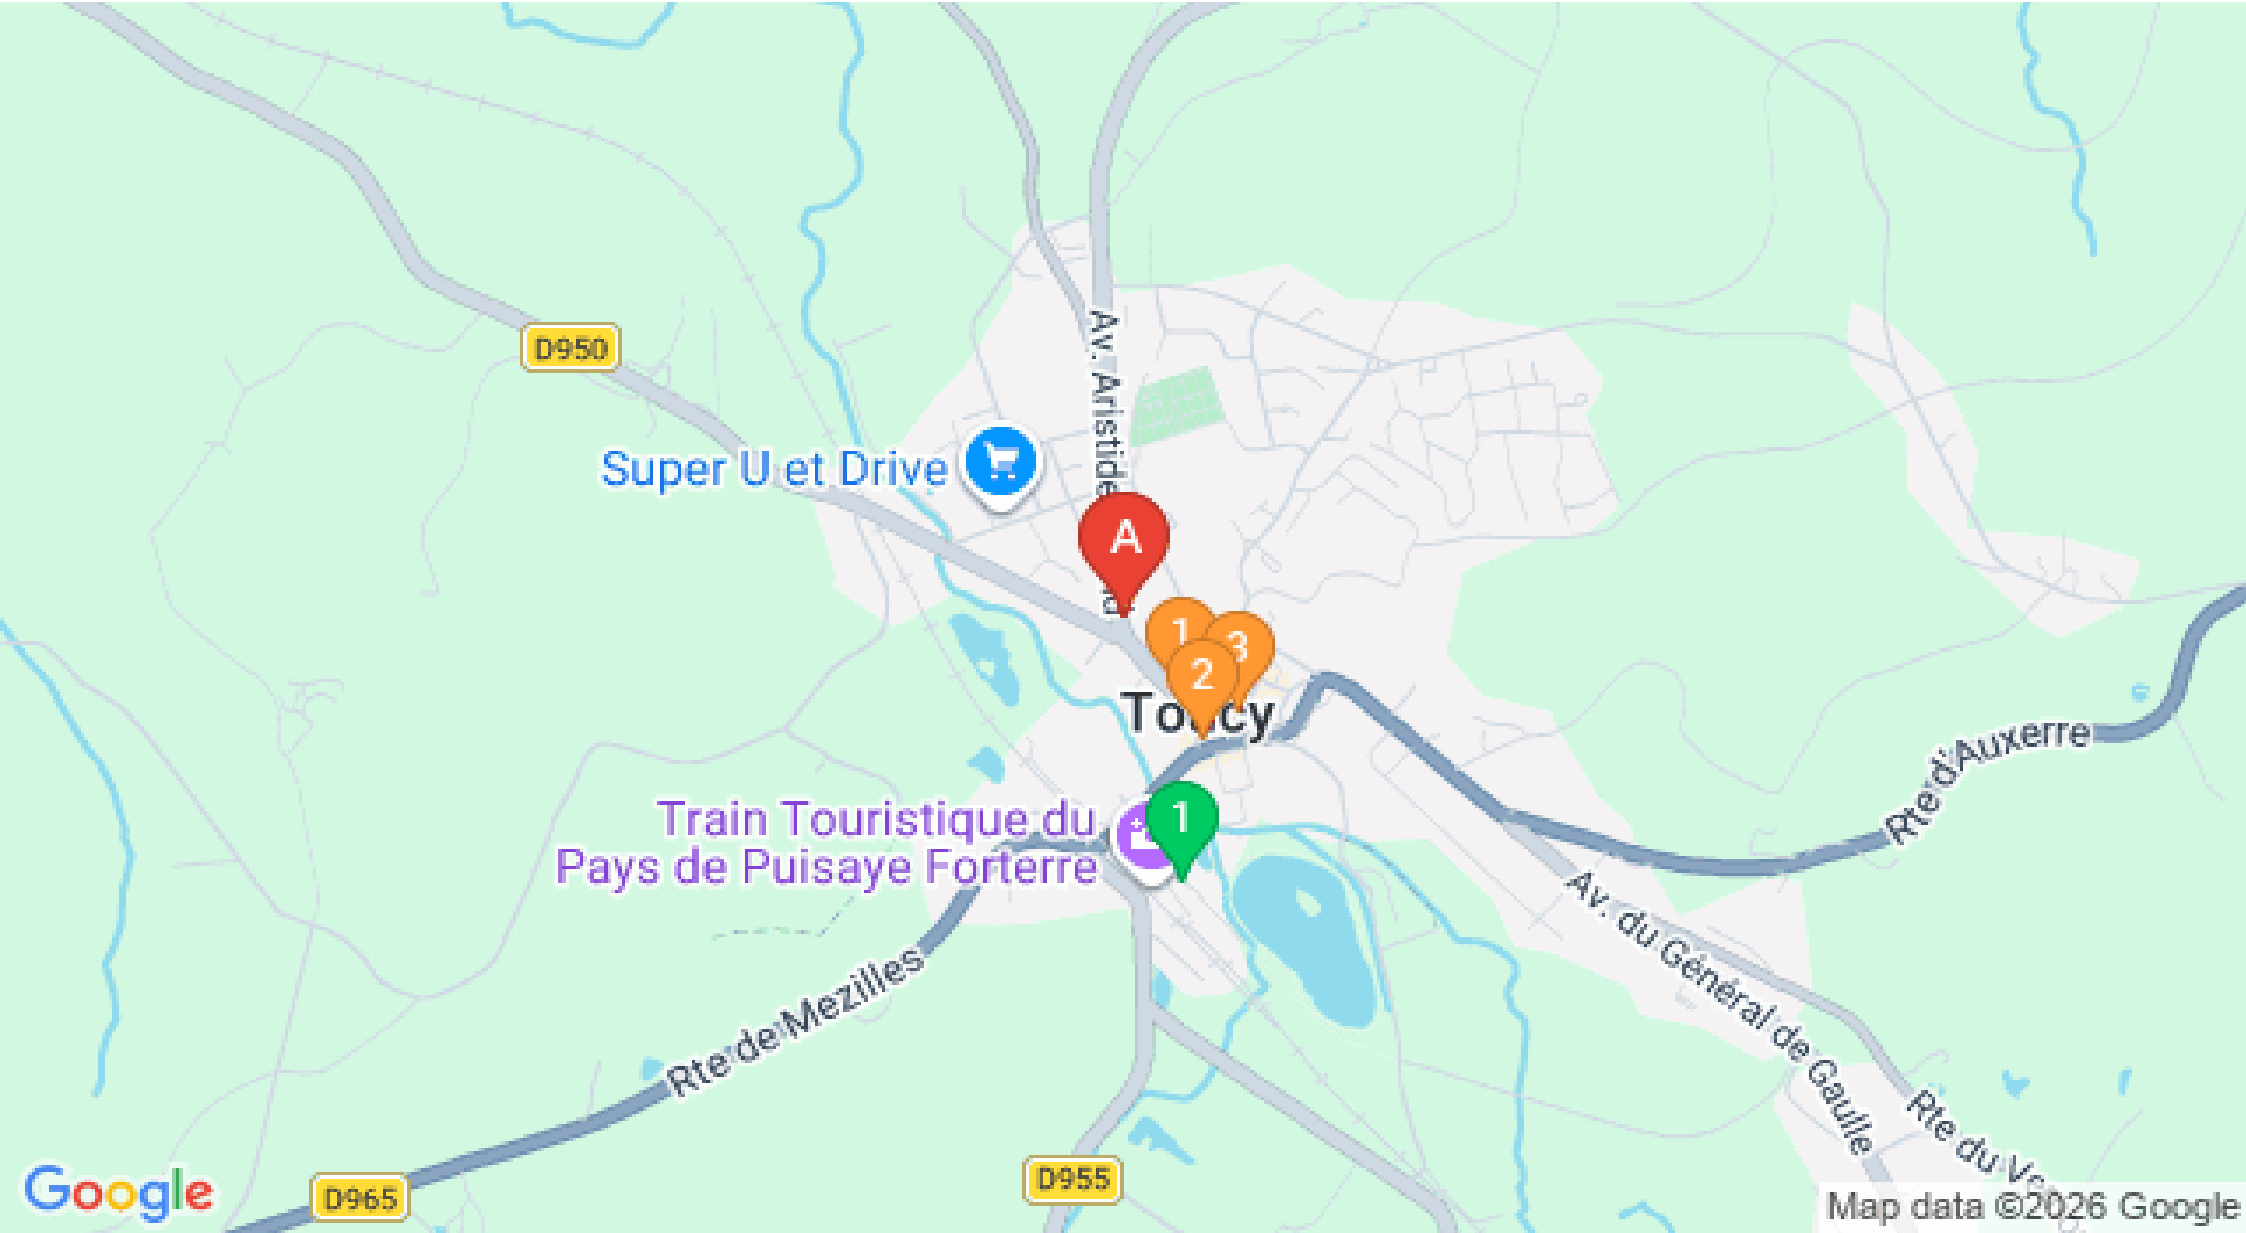 D950
Av. Aristide
Super U et Drive
A
1
3
2
Toucy
Rte d'Auxerre
1
Train Touristique du
Pays de Puisaye Forterre
Av. du Général de Gaulle
Rte de Mezilles
Rte du
D955
D965
Google
Map data ©2026 Google